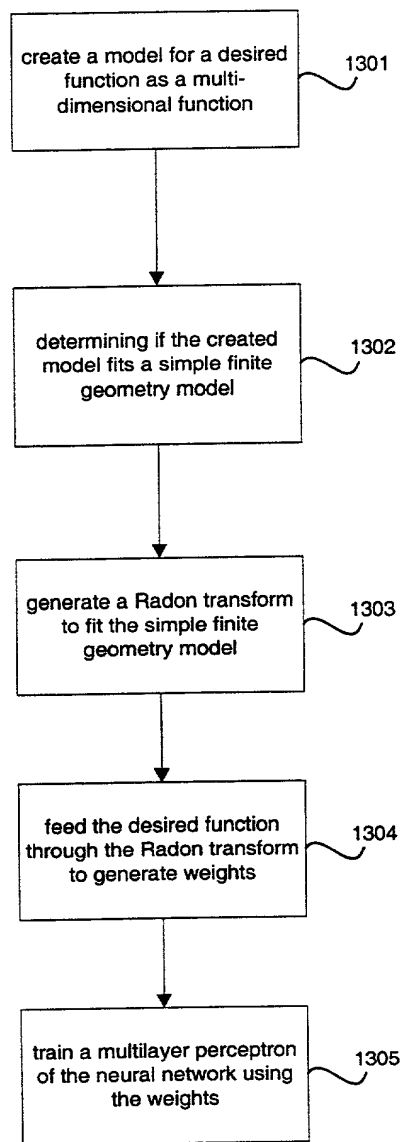 create a model for a desired
function as a multi-
dimensional function
1301
determining if the created
model fits a simple finite
geometry model
1302
generate a Radon transform
to fit the simple finite
geometry model
1303
feed the desired function
through the Radon transform
to generate weights
1304
train a multilayer perceptron
of the neural network using
the weights
1305